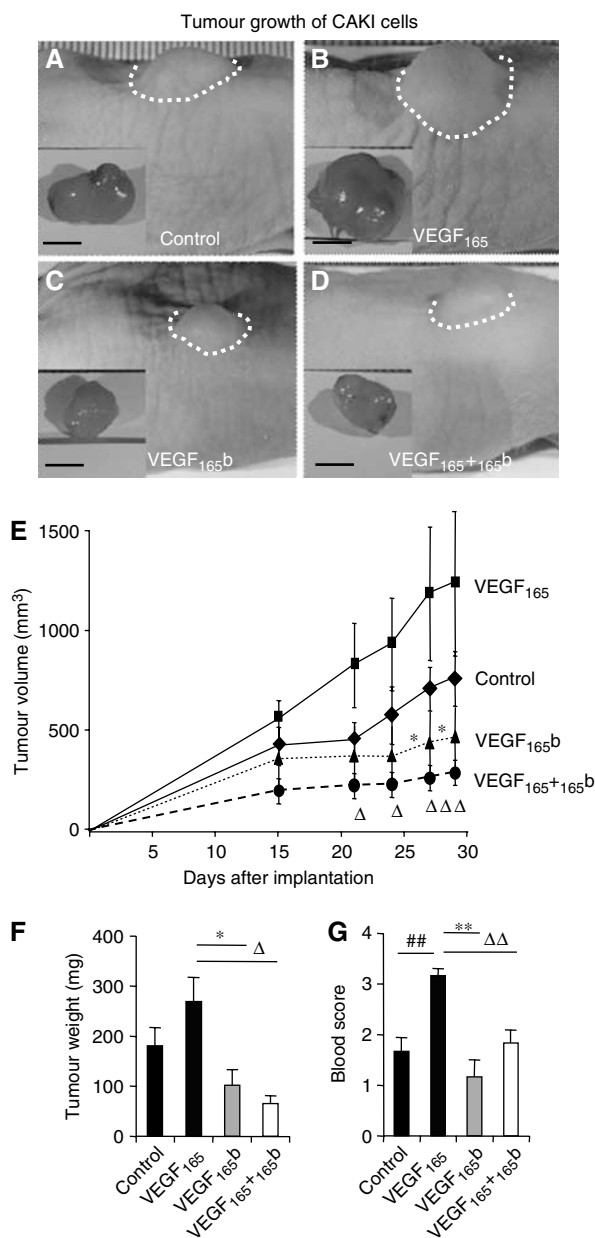 Tumour growth of CAKI cells
A
B
Control
VEGF₁₆₅
C
D
VEGF₁₆₅b
VEGF₁₆₅+₁₆₅b
E
1500
1000
500
0
Tumour volume (mm³)
VEGF₁₆₅
Control
VEGF₁₆₅b
VEGF₁₆₅+₁₆₅b
* *
Δ Δ ΔΔΔ
5 10 15 20 25 30
Days after implantation
F
400
300
200
100
0
Tumour weight (mg)
*
Δ
Control
VEGF₁₆₅
VEGF₁₆₅b
VEGF₁₆₅+₁₆₅b
G
4
3
2
1
0
Blood score
##
**
ΔΔ
Control
VEGF₁₆₅
VEGF₁₆₅b
VEGF₁₆₅+₁₆₅b